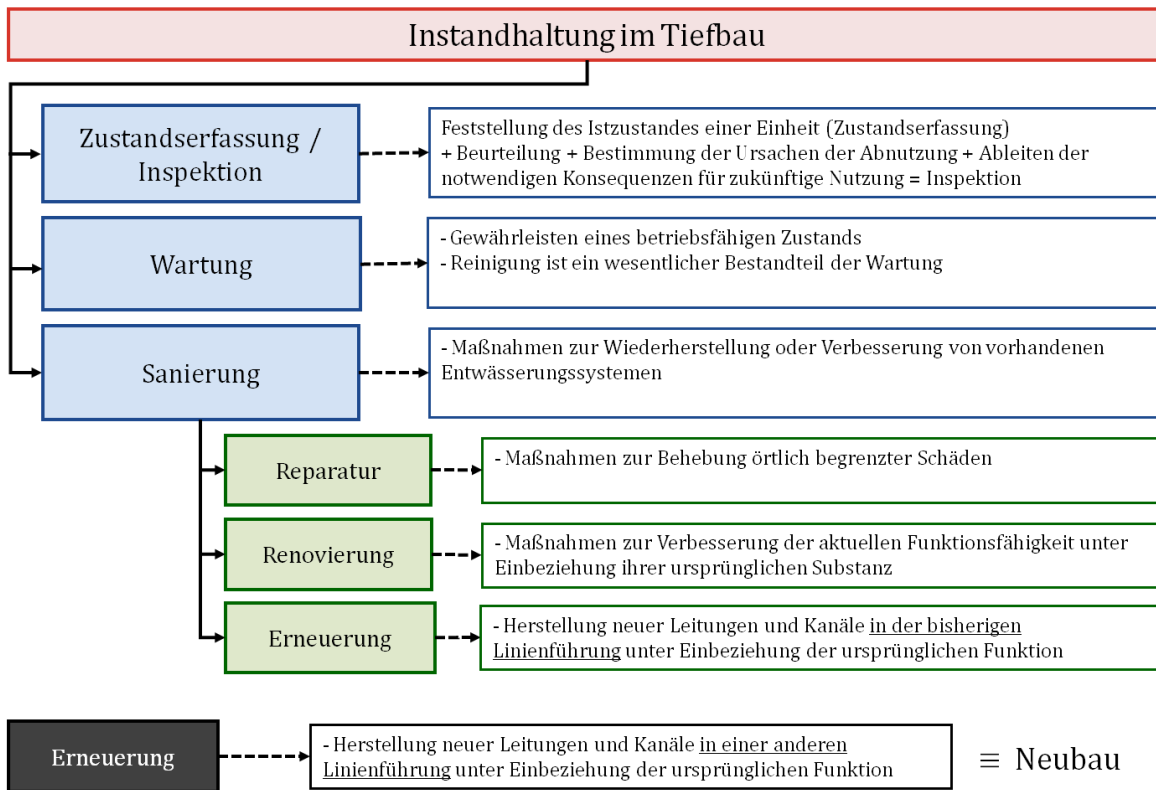 Instandhaltung im Tiefbau
Zustandserfassung /
Inspektion
Feststellung des Istzustandes einer Einheit (Zustandserfassung)
+ Beurteilung + Bestimmung der Ursachen der Abnutzung + Ableiten der
notwendigen Konsequenzen für zukünftige Nutzung = Inspektion
Wartung
- Gewährleisten eines betriebsfähigen Zustands
- Reinigung ist ein wesentlicher Bestandteil der Wartung
Sanierung
- Maßnahmen zur Wiederherstellung oder Verbesserung von vorhandenen
Entwässerungssystemen
Reparatur
- Maßnahmen zur Behebung örtlich begrenzter Schäden
Renovierung
- Maßnahmen zur Verbesserung der aktuellen Funktionsfähigkeit unter
Einbeziehung ihrer ursprünglichen Substanz
Erneuerung
- Herstellung neuer Leitungen und Kanäle in der bisherigen
Linienführung unter Einbeziehung der ursprünglichen Funktion
Erneuerung
- Herstellung neuer Leitungen und Kanäle in einer anderen
Linienführung unter Einbeziehung der ursprünglichen Funktion
≡ Neubau